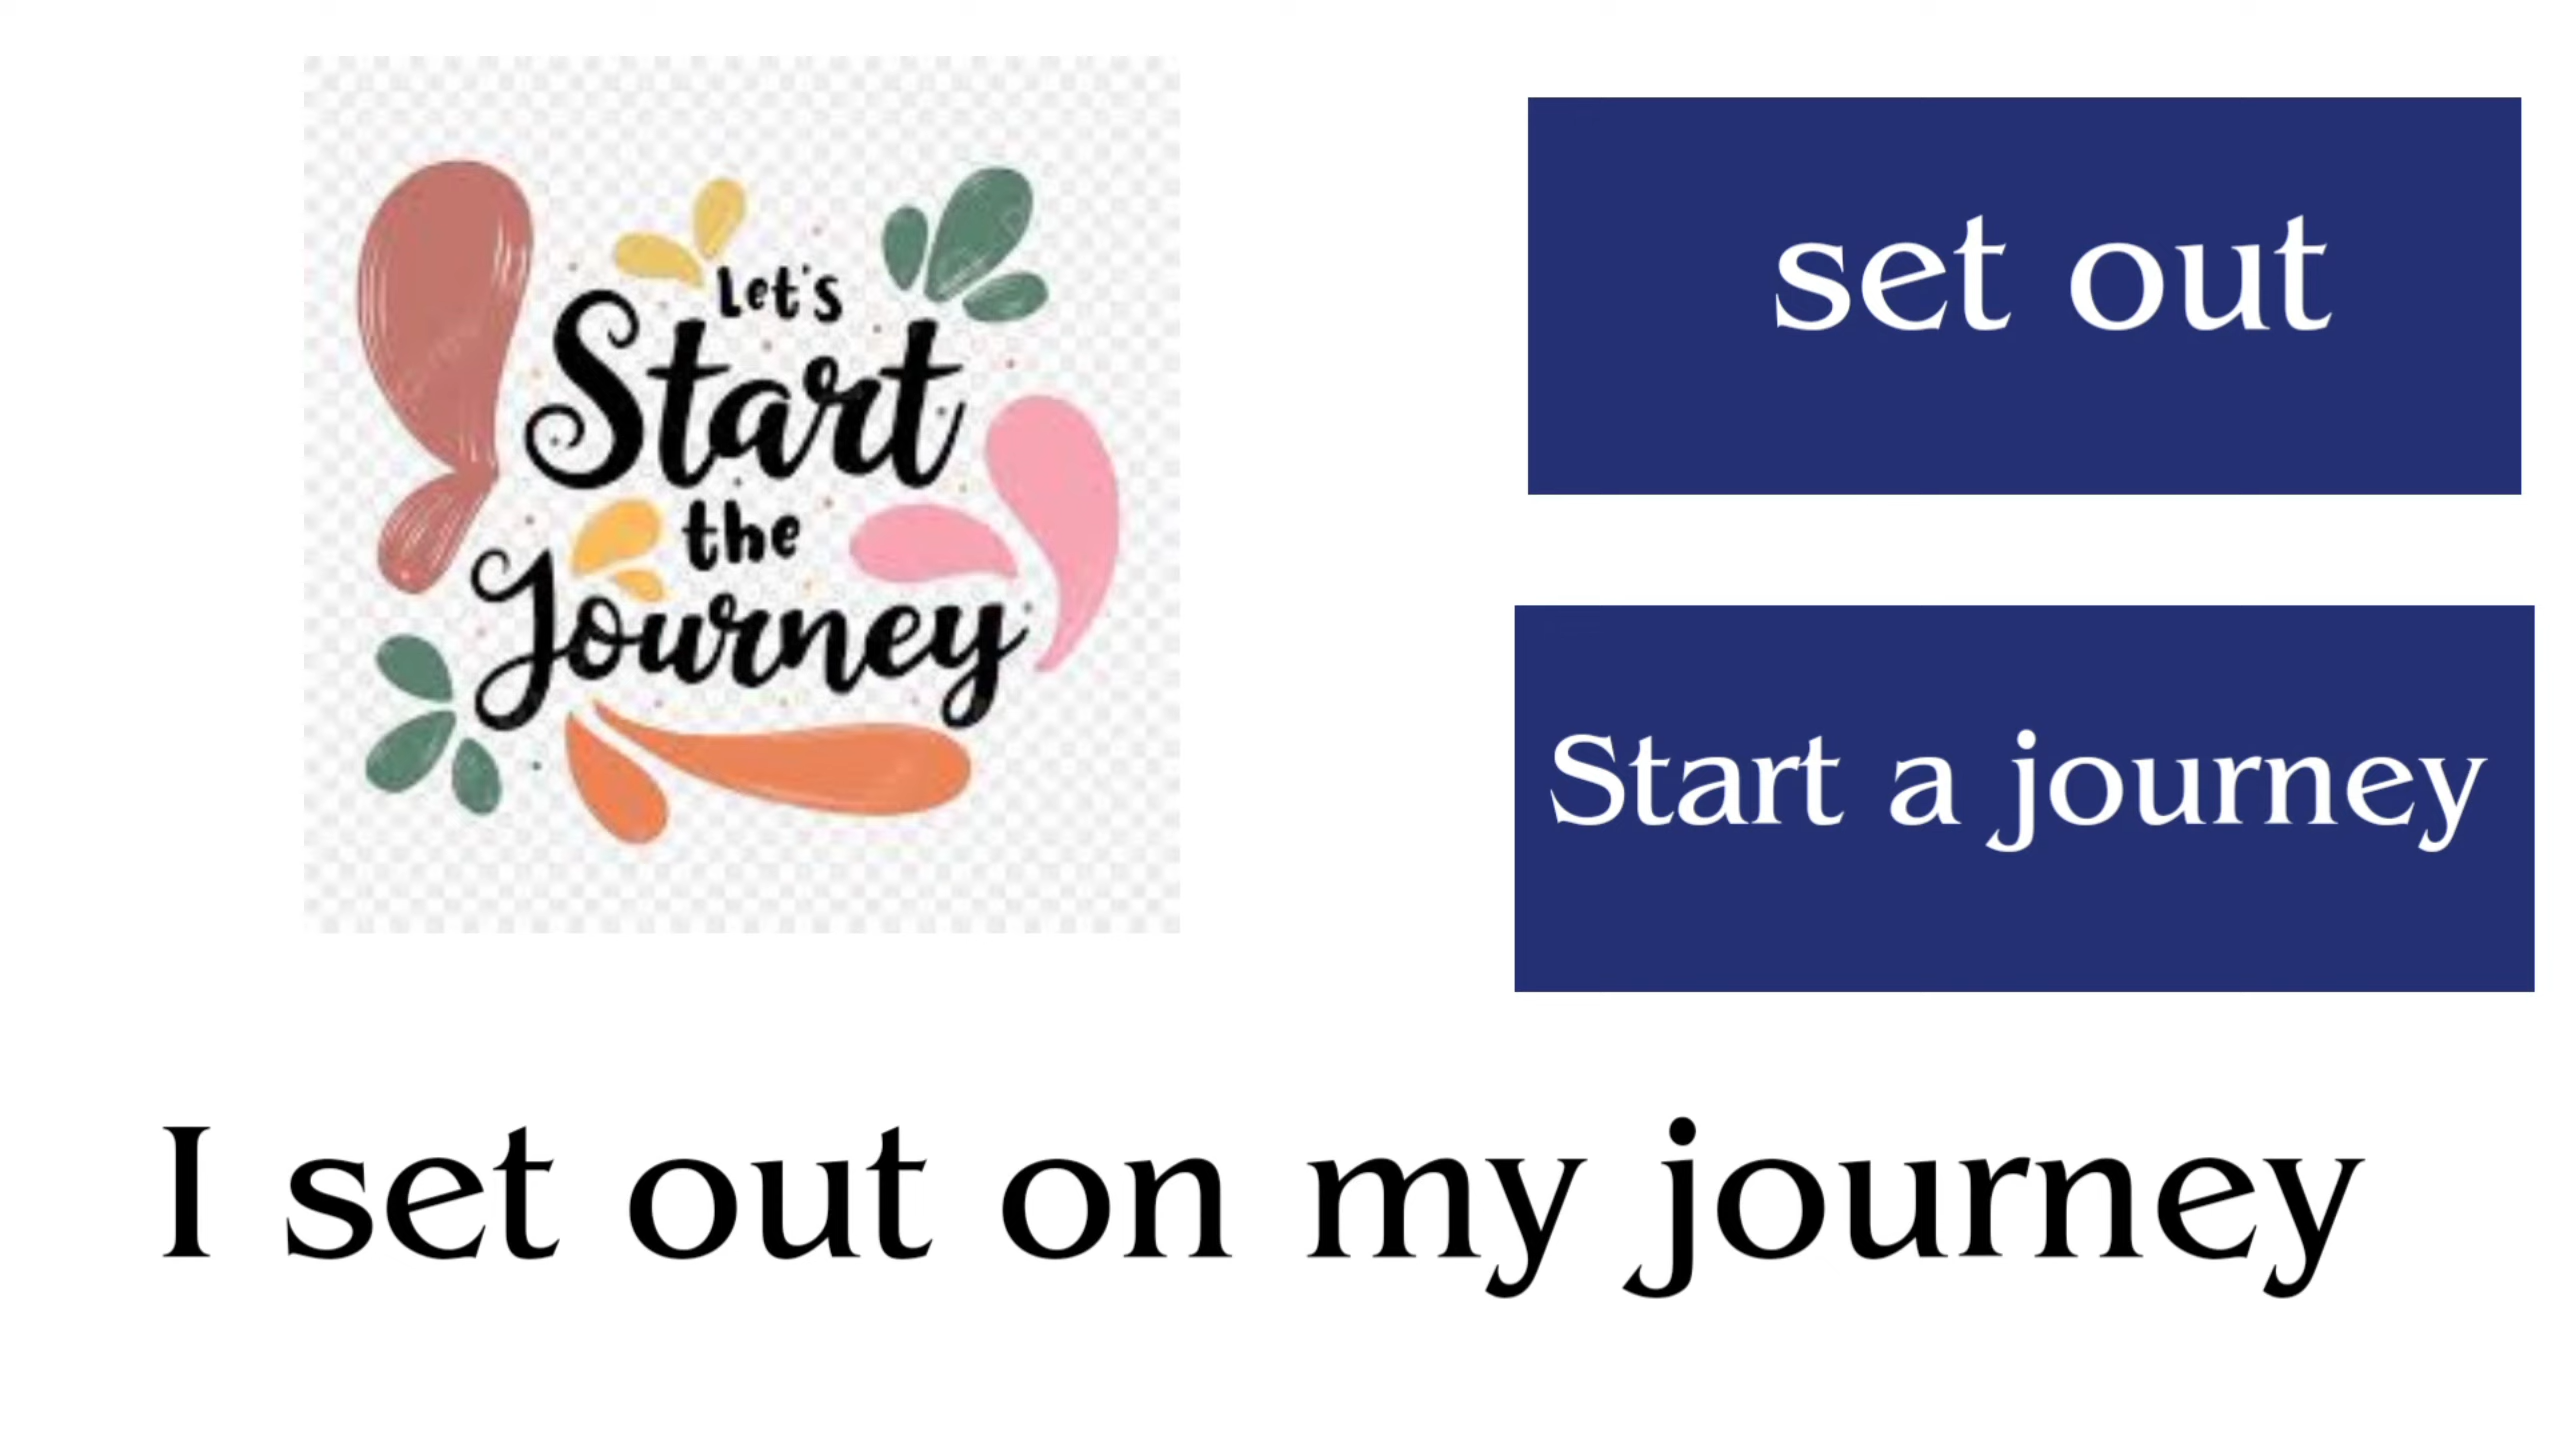 Let's
Start
the
Journey
set out
Start a journey
I set out on my journey